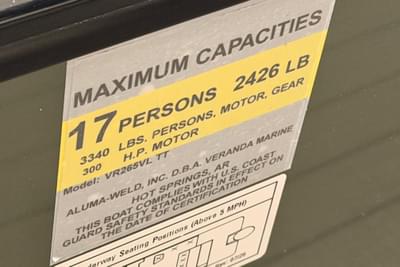 MAXIMUM CAPACITIES
17 PERSONS 2426 LB
3340 LBS. PERSONS, MOTOR, GEAR
300 H.P. MOTOR
Model: VR265VL TT
ALUMA-WELD, INC. D.B.A. VERANDA MARINE
HOT SPRINGS, AR
THIS BOAT COMPLIES WITH U.S. COAST
GUARD SAFETY STANDARDS IN EFFECT ON
THE DATE OF CERTIFICATION
Seating Positions (Above 5 MPH)